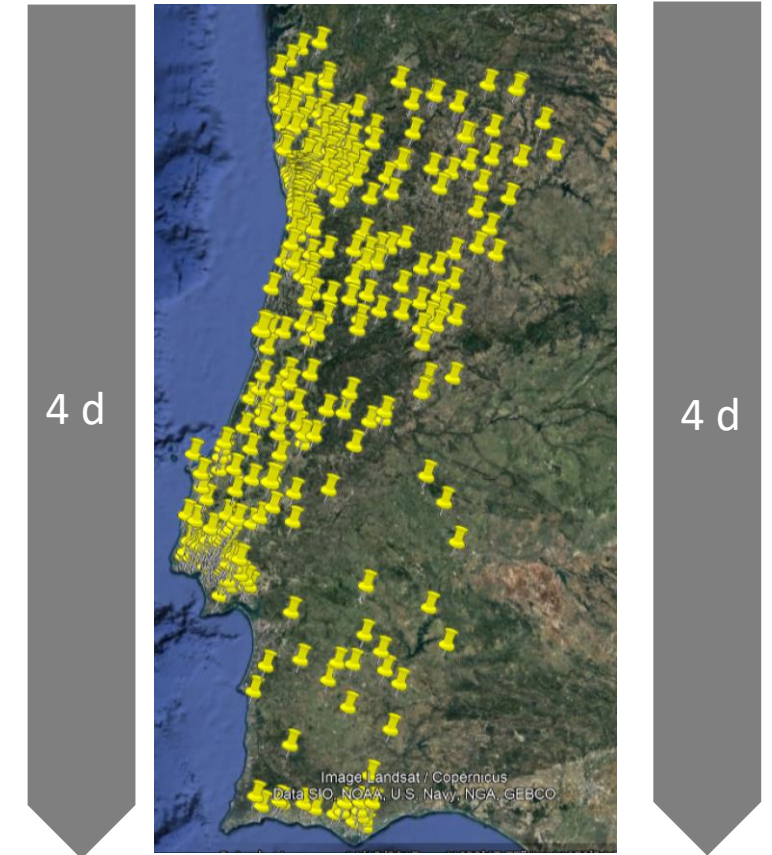 4 d
4 d
Image Landsat / Copernicus
Data SIO, NOAA, U.S. Navy, NGA, GEBCO